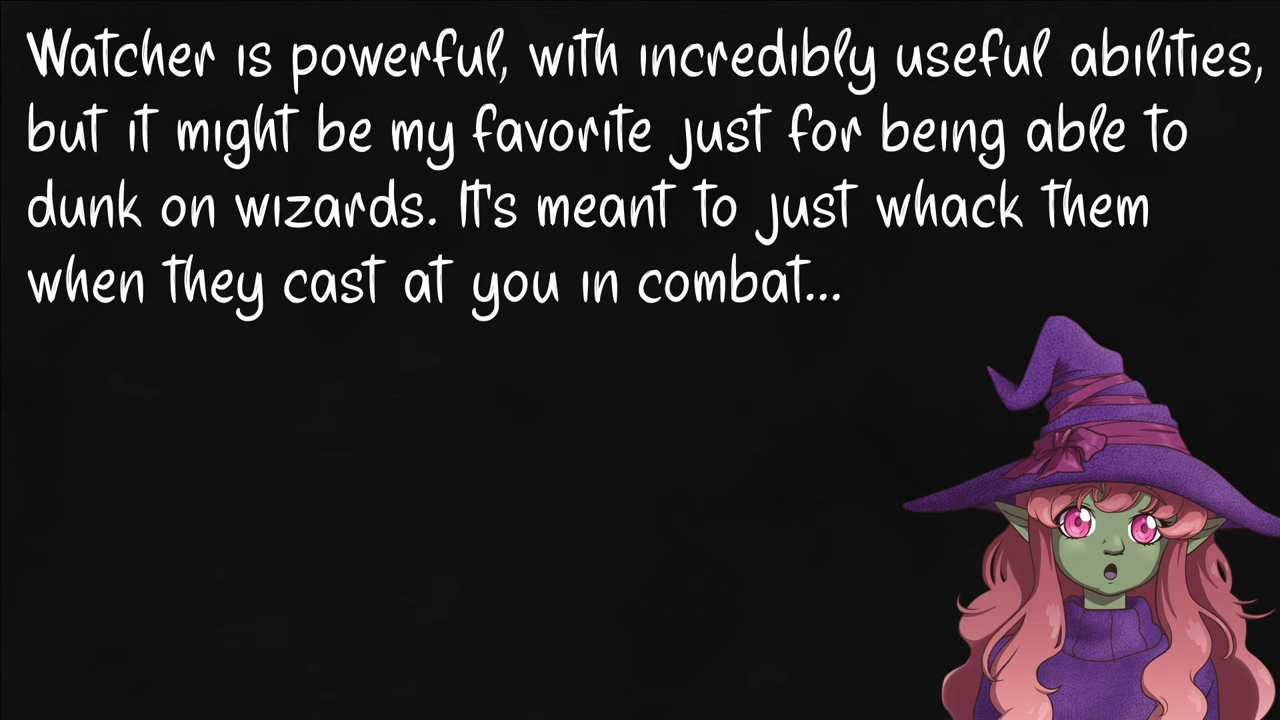 Watcher is powerful, with incredibly useful abilities,
but it might be my favorite just for being able to
dunk on wizards. It's meant to just whack them
when they cast at you in combat...